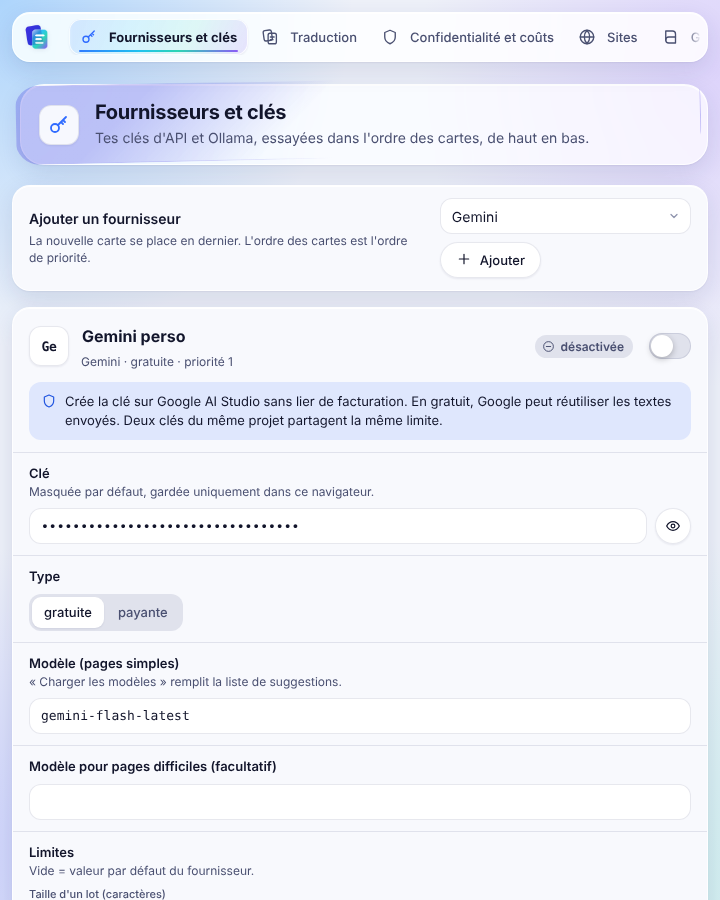 Fournisseurs et clés
Traduction
Confidentialité et coûts
Sites
Fournisseurs et clés
Tes clés d'API et Ollama, essayées dans l'ordre des cartes, de haut en bas.
Ajouter un fournisseur
La nouvelle carte se place en dernier. L'ordre des cartes est l'ordre
de priorité.
Gemini
Ajouter
Ge
Gemini perso
Gemini · gratuite · priorité 1
désactivée
Crée la clé sur Google AI Studio sans lier de facturation. En gratuit, Google peut réutiliser les textes
envoyés. Deux clés du même projet partagent la même limite.
Clé
Masquée par défaut, gardée uniquement dans ce navigateur.
••••••••••••••••••••••••••••••••
Type
gratuite
payante
Modèle (pages simples)
« Charger les modèles » remplit la liste de suggestions.
gemini-flash-latest
Modèle pour pages difficiles (facultatif)
Limites
Vide = valeur par défaut du fournisseur.
Taille d'un lot (caractères)